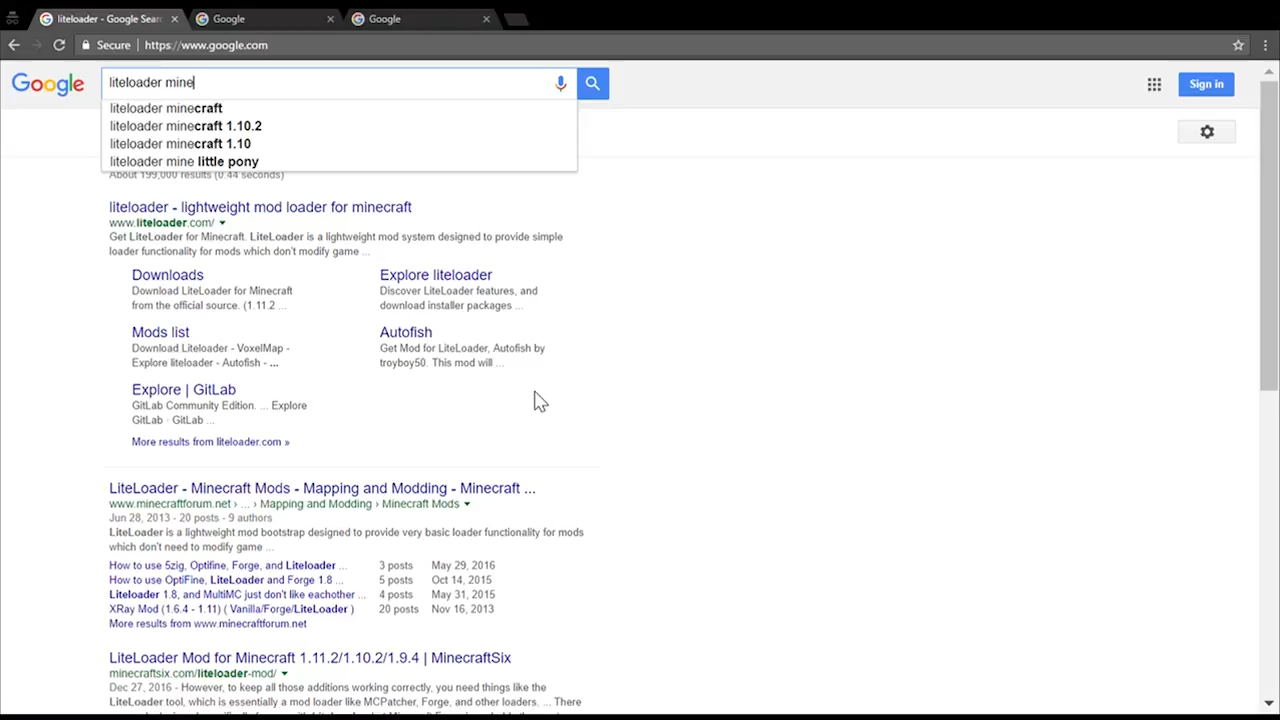 liteloader - Google Sear
Google
Google
Secure
https://www.google.com
Google
liteloader mine
Sign in
liteloader minecraft
liteloader minecraft 1.10.2
liteloader minecraft 1.10
liteloader mine little pony
About 199,000 results (0.44 seconds)
liteloader - lightweight mod loader for minecraft
www.liteloader.com/
Get LiteLoader for Minecraft. LiteLoader is a lightweight mod system designed to provide simple
loader functionality for mods which don't modify game ...
Downloads
Download LiteLoader for Minecraft
from the official source. (1.11.2 ...
Explore liteloader
Discover LiteLoader features, and
download installer packages ...
Mods list
Download Liteloader - VoxelMap -
Explore liteloader - Autofish - ...
Autofish
Get Mod for LiteLoader, Autofish by
troyboy50. This mod will ...
Explore | GitLab
GitLab Community Edition. ... Explore
GitLab · GitLab ...
More results from liteloader.com »
LiteLoader - Minecraft Mods - Mapping and Modding - Minecraft ...
www.minecraftforum.net › ... › Mapping and Modding › Minecraft Mods
Jun 28, 2013 - 20 posts - 9 authors
LiteLoader is a lightweight mod bootstrap designed to provide very basic loader functionality for mods
which don't need to modify game ...
How to use 5zig, Optifine, Forge, and Liteloader ... 3 posts May 29, 2016
How to use OptiFine, LiteLoader and Forge 1.8 ... 5 posts Oct 14, 2015
Liteloader 1.8, and MultiMC just don't like eachother ... 4 posts May 31, 2015
XRay Mod (1.6.4 - 1.11) ( Vanilla/Forge/LiteLoader ) 20 posts Nov 16, 2013
More results from www.minecraftforum.net
LiteLoader Mod for Minecraft 1.11.2/1.10.2/1.9.4 | MinecraftSix
minecraftsix.com/liteloader-mod/
Dec 27, 2016 - However, to keep all those additions working correctly, you need things like the
LiteLoader tool, which is essentially a mod loader like MCPatcher, Forge, and other loaders. ... There